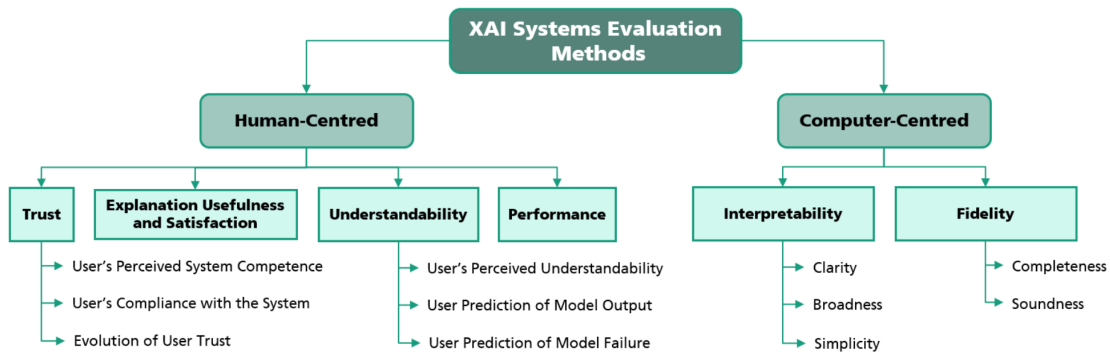 XAI Systems Evaluation
Methods
Human-Centred
Computer-Centred
Trust
Explanation Usefulness
and Satisfaction
Understandability
Performance
Interpretability
Fidelity
User's Perceived System Competence
User's Compliance with the System
Evolution of User Trust
User's Perceived Understandability
User Prediction of Model Output
User Prediction of Model Failure
Clarity
Broadness
Simplicity
Completeness
Soundness